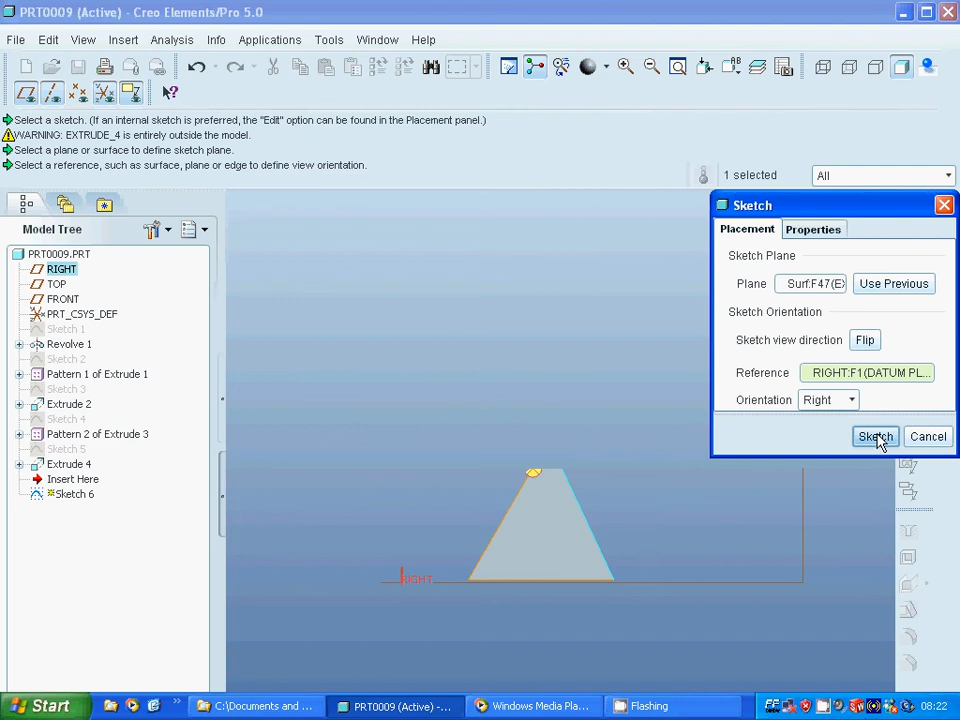 PRT0009 (Active) - Creo Elements/Pro 5.0
File Edit View Insert Analysis Info Applications Tools Window Help
Select a sketch. (If an internal sketch is preferred, the "Edit" option can be found in the Placement panel.)
WARNING: EXTRUDE_4 is entirely outside the model.
Select a plane or surface to define sketch plane.
Select a reference, such as surface, plane or edge to define view orientation.
1 selected
All
Model Tree
PRT0009.PRT
RIGHT
TOP
FRONT
PRT_CSYS_DEF
Sketch 1
Revolve 1
Sketch 2
Pattern 1 of Extrude 1
Sketch 3
Extrude 2
Sketch 4
Pattern 2 of Extrude 3
Sketch 5
Extrude 4
Insert Here
Sketch 6
RIGHT
Sketch
Placement Properties
Sketch Plane
Plane Surf:F47(E> Use Previous
Sketch Orientation
Sketch view direction Flip
Reference RIGHT:F1(DATUM PL...
Orientation Right
Sketch Cancel
Start
C:\Documents and ...
PRT0009 (Active) -...
Windows Media Pla...
Flashing
08:22